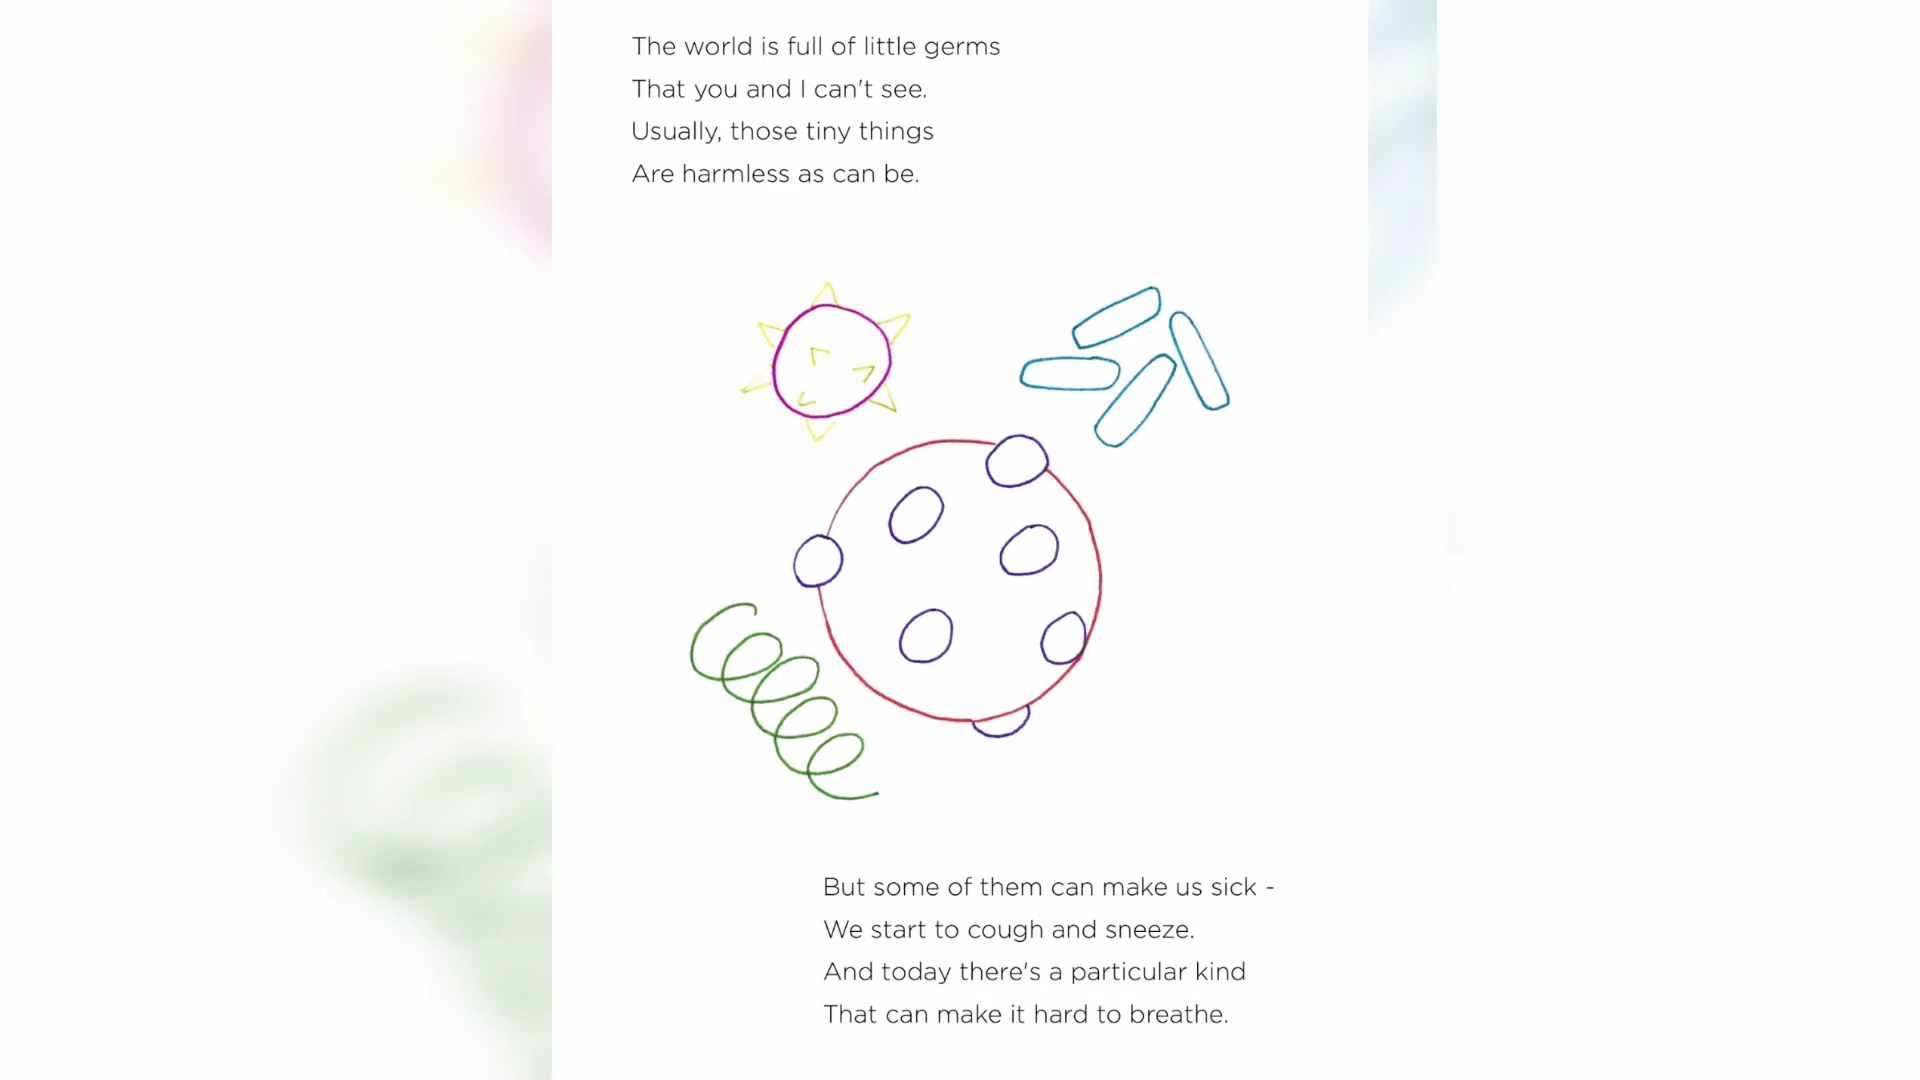 The world is full of little germs
That you and I can't see.
Usually, those tiny things
Are harmless as can be.
But some of them can make us sick -
We start to cough and sneeze.
And today there's a particular kind
That can make it hard to breathe.